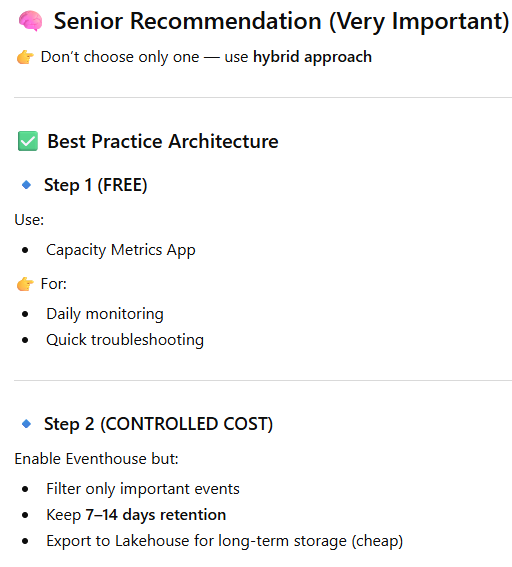 🧠 Senior Recommendation (Very Important)
👉 Don't choose only one — use hybrid approach
✅ Best Practice Architecture
🔹 Step 1 (FREE)
Use:
• Capacity Metrics App
👉 For:
• Daily monitoring
• Quick troubleshooting
🔹 Step 2 (CONTROLLED COST)
Enable Eventhouse but:
• Filter only important events
• Keep 7–14 days retention
• Export to Lakehouse for long-term storage (cheap)